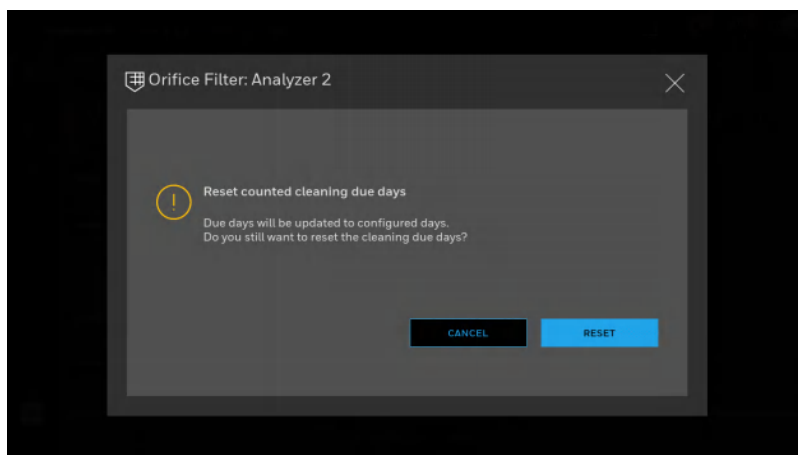 Orifice Filter: Analyzer 2
Reset counted cleaning due days
Due days will be updated to configured days.
Do you still want to reset the cleaning due days?
CANCEL
RESET